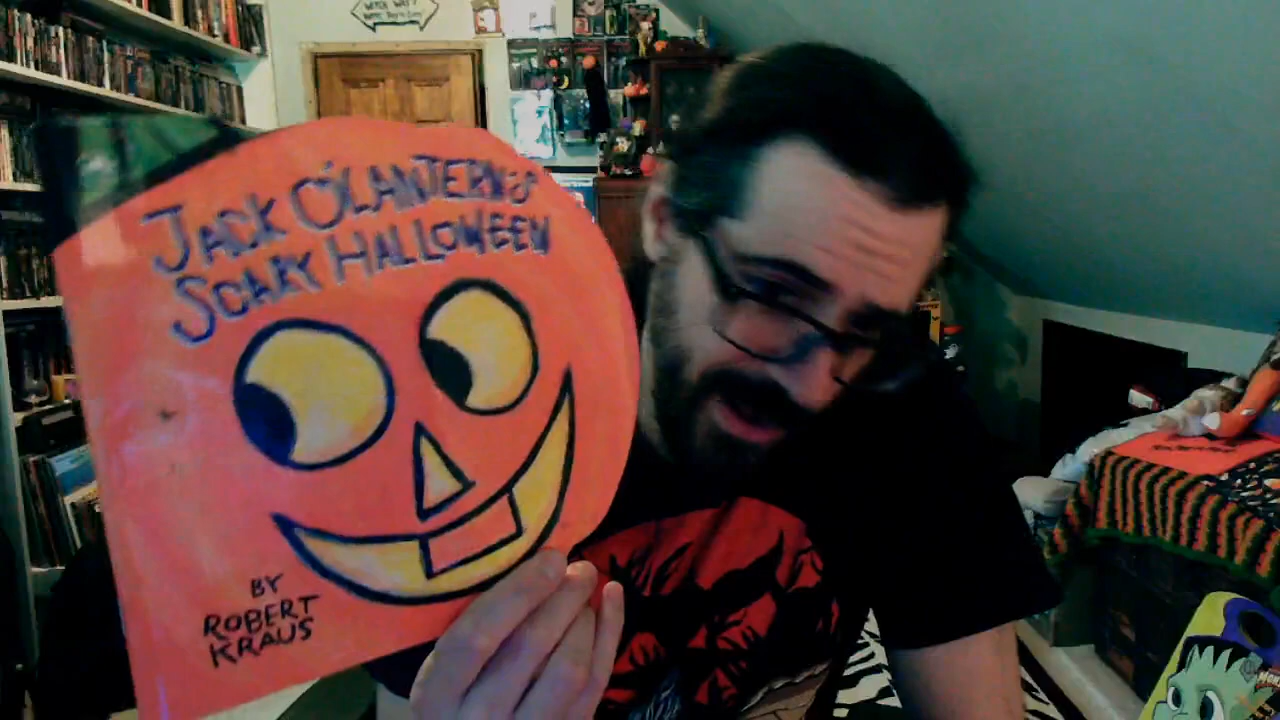 JACK O'LANTERN'S
SCARY HALLOWEEN
BY
ROBERT
KRAUS